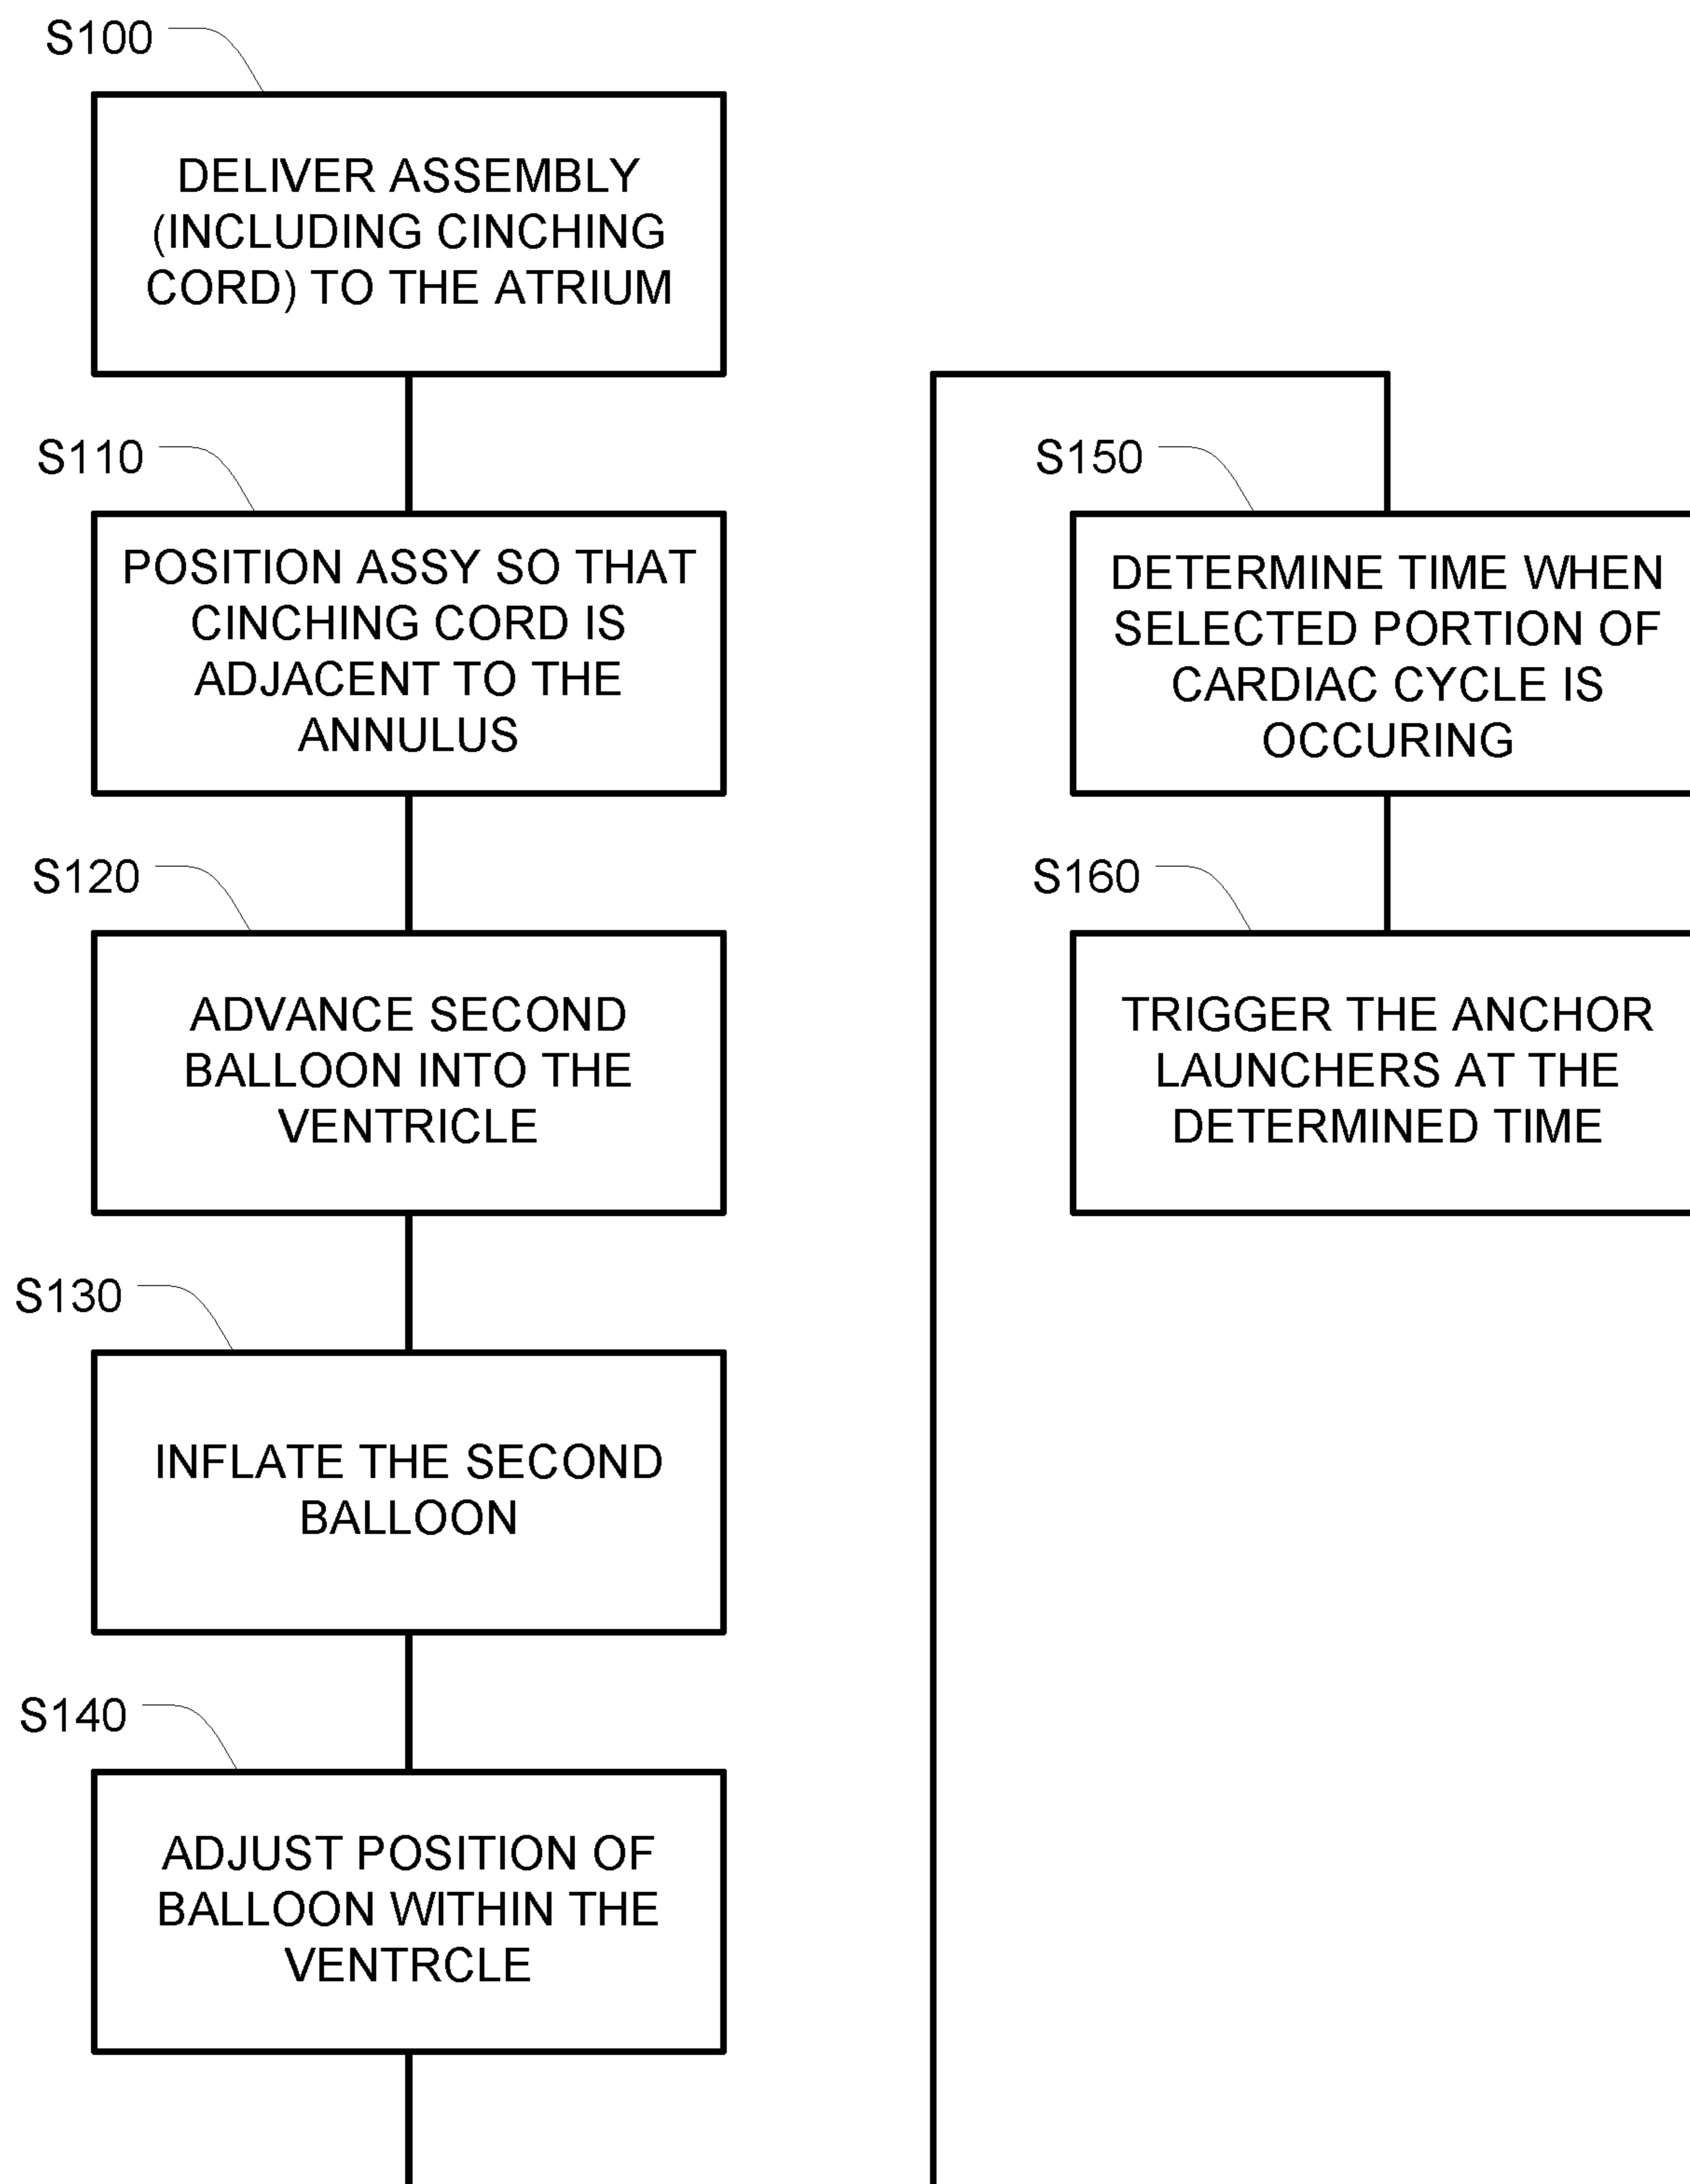 S100
DELIVER ASSEMBLY
(INCLUDING CINCHING
CORD) TO THE ATRIUM
S110
POSITION ASSY SO THAT
CINCHING CORD IS
ADJACENT TO THE
ANNULUS
S120
ADVANCE SECOND
BALLOON INTO THE
VENTRICLE
S130
INFLATE THE SECOND
BALLOON
S140
ADJUST POSITION OF
BALLOON WITHIN THE
VENTRCLE
S150
DETERMINE TIME WHEN
SELECTED PORTION OF
CARDIAC CYCLE IS
OCCURING
S160
TRIGGER THE ANCHOR
LAUNCHERS AT THE
DETERMINED TIME